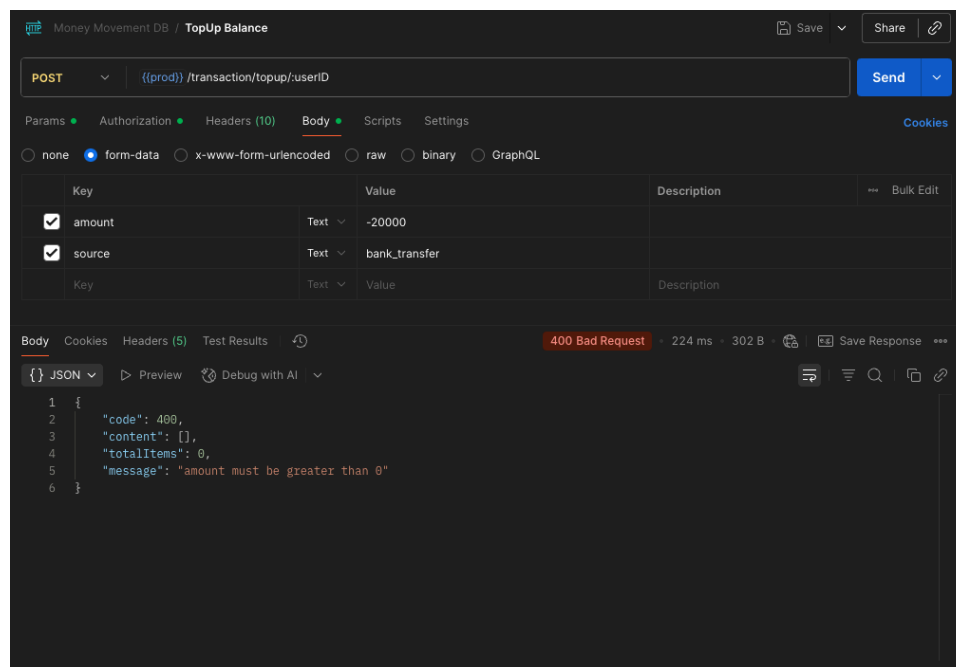 HTTP Money Movement DB / TopUp Balance Save Share
POST {{prod}} /transaction/topup/:userID Send
Params Authorization Headers (10) Body Scripts Settings Cookies
none form-data x-www-form-urlencoded raw binary GraphQL
Key Value Description Bulk Edit
amount Text -20000
source Text bank_transfer
Key Text Value Description
Body Cookies Headers (5) Test Results 400 Bad Request 224 ms 302 B Save Response
{} JSON Preview Debug with AI
1 {
2 "code": 400,
3 "content": [],
4 "totalItems": 0,
5 "message": "amount must be greater than 0"
6 }